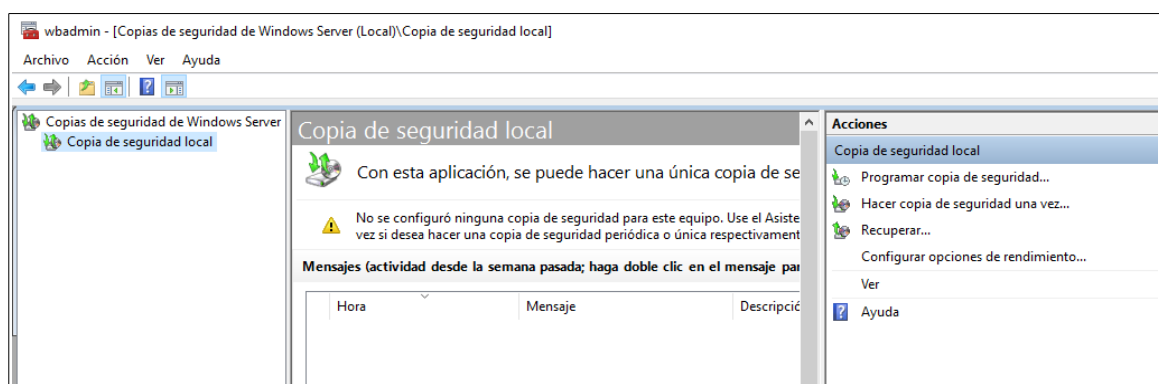 wbadmin - [Copias de seguridad de Windows Server (Local)\Copia de seguridad local]
Archivo Acción Ver Ayuda
Copias de seguridad de Windows Server
Copia de seguridad local
Copia de seguridad local
Con esta aplicación, se puede hacer una única copia de se
No se configuró ninguna copia de seguridad para este equipo. Use el Asiste
vez si desea hacer una copia de seguridad periódica o única respectivament
Mensajes (actividad desde la semana pasada; haga doble clic en el mensaje par
Hora Mensaje Descripció
Acciones
Copia de seguridad local
Programar copia de seguridad...
Hacer copia de seguridad una vez...
Recuperar...
Configurar opciones de rendimiento...
Ver
Ayuda